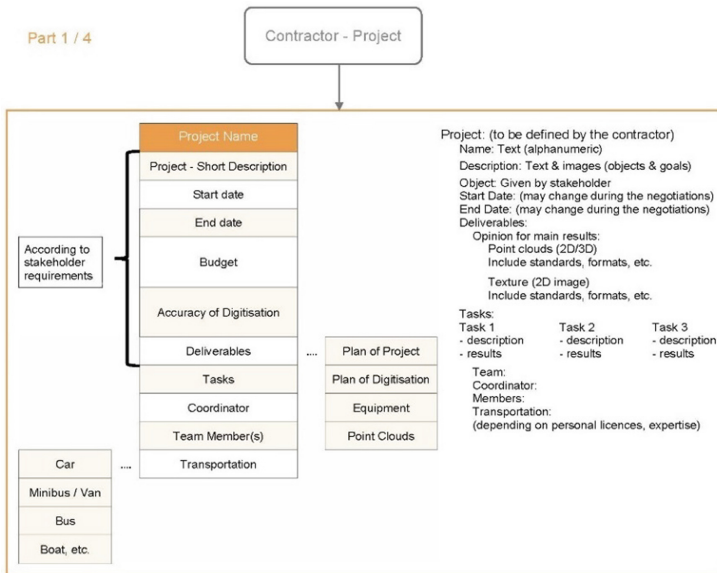 Part 1 / 4
Contractor - Project
Project Name
Project - Short Description
Start date
End date
Budget
Accuracy of Digitisation
Deliverables
Tasks
Coordinator
Team Member(s)
Transportation
According to
stakeholder
requirements
....
Plan of Project
Plan of Digitisation
Equipment
Point Clouds
....
Car
Minibus / Van
Bus
Boat, etc.
Project: (to be defined by the contractor)
Name: Text (alphanumeric)
Description: Text & images (objects & goals)
Object: Given by stakeholder
Start Date: (may change during the negotiations)
End Date: (may change during the negotiations)
Deliverables:
Opinion for main results:
Point clouds (2D/3D)
Include standards, formats, etc.
Texture (2D image)
Include standards, formats, etc.
Tasks:
Task 1 Task 2 Task 3
- description - description - description
- results - results - results
Team:
Coordinator:
Members:
Transportation:
(depending on personal licences, expertise)